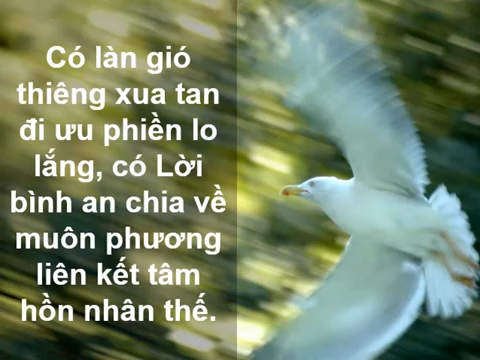 Có làn gió
thiêng xua tan
đi ưu phiền lo
lắng, có Lời
bình an chia về
muôn phương
liên kết tâm
hồn nhân thế.